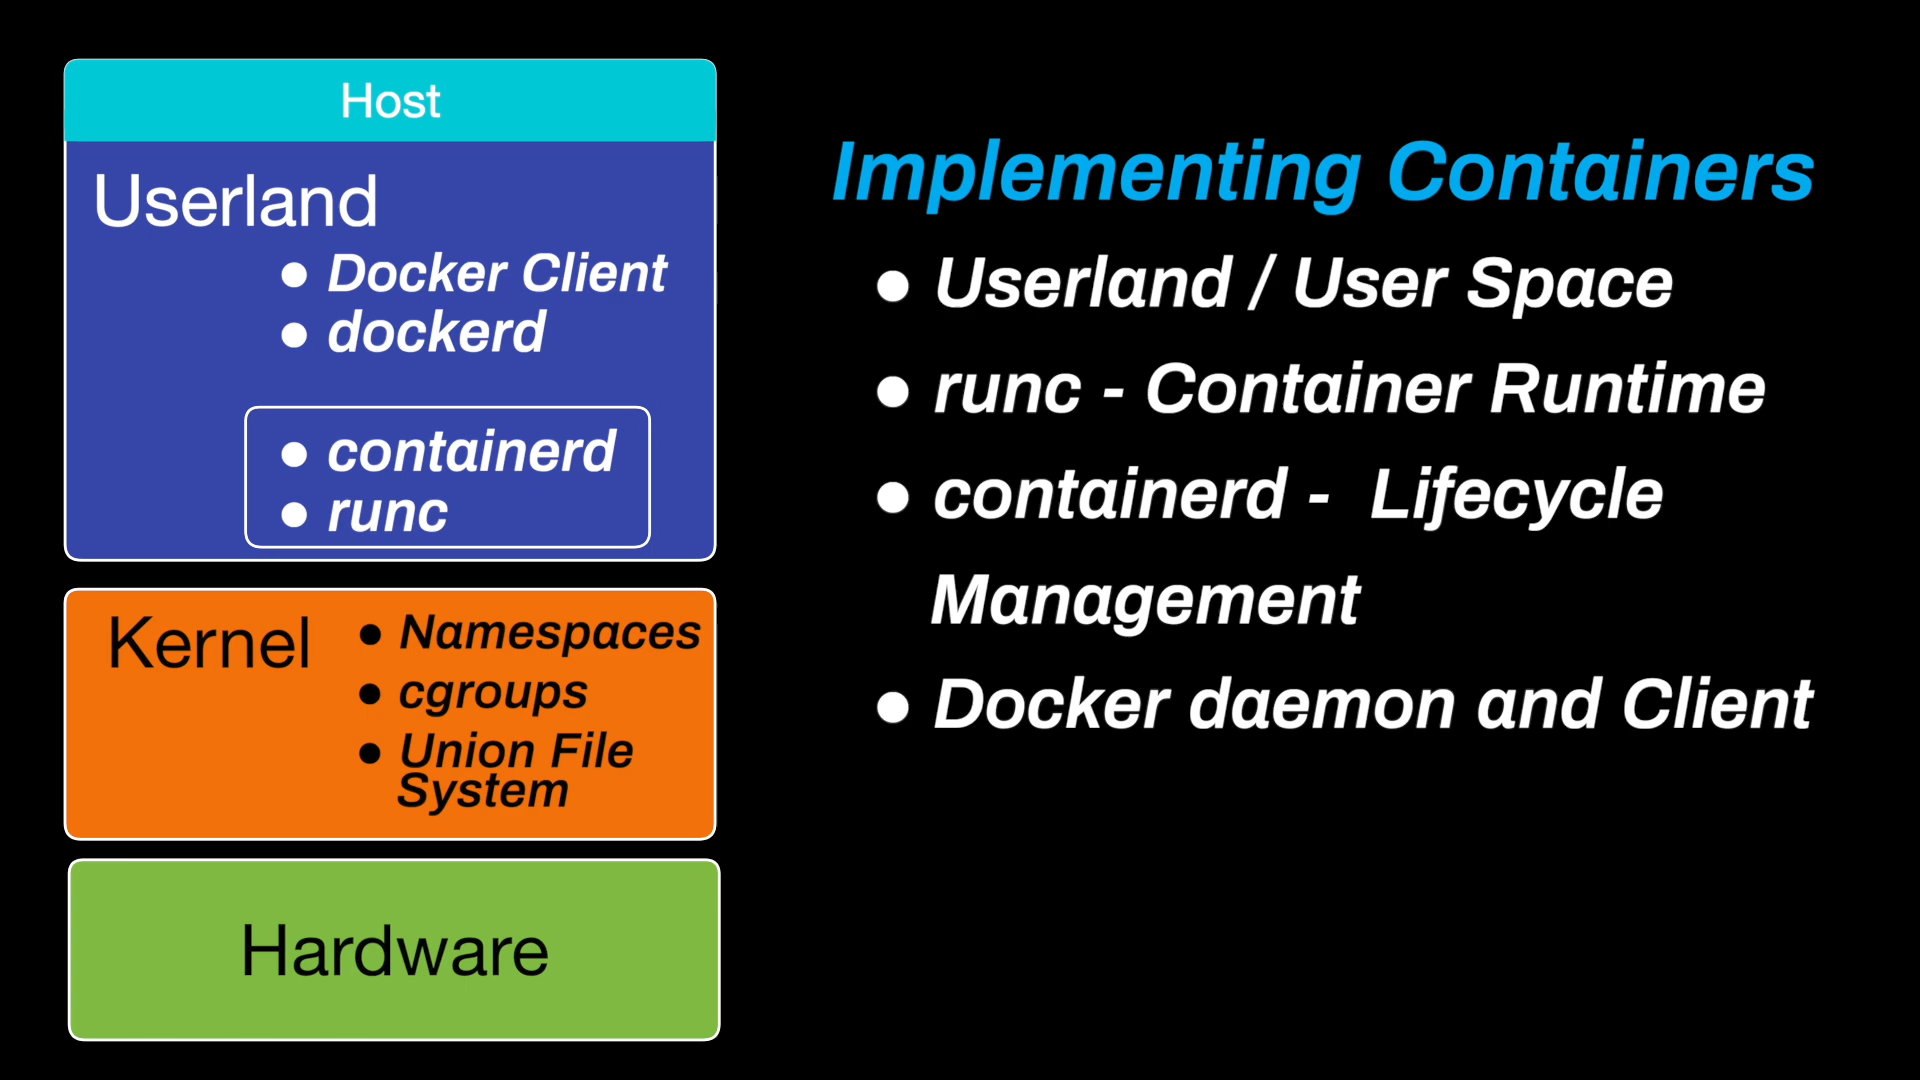 Host
Userland
● Docker Client
● dockerd
● containerd
● runc
Kernel
● Namespaces
● cgroups
● Union File
System
Hardware
Implementing Containers
● Userland / User Space
● runc - Container Runtime
● containerd - Lifecycle
Management
● Docker daemon and Client